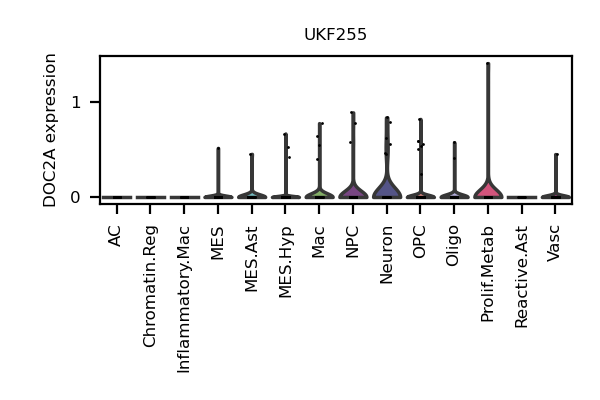 UKF255
DOC2A expression
1
0
AC
Chromatin.Reg
Inflammatory.Mac
MES
MES.Ast
MES.Hyp
Mac
NPC
Neuron
OPC
Oligo
Prolif.Metab
Reactive.Ast
Vasc